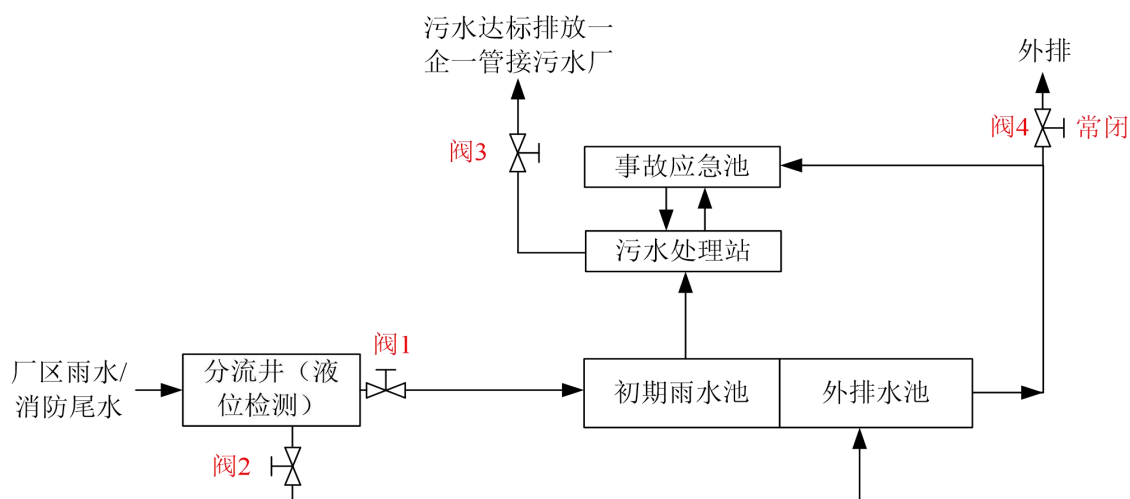 污水达标排放一
企一管接污水厂
外排
阀4
常闭
阀3
事故应急池
污水处理站
阀1
厂区雨水/
消防尾水
分流井（液
位检测）
初期雨水池
外排水池
阀2